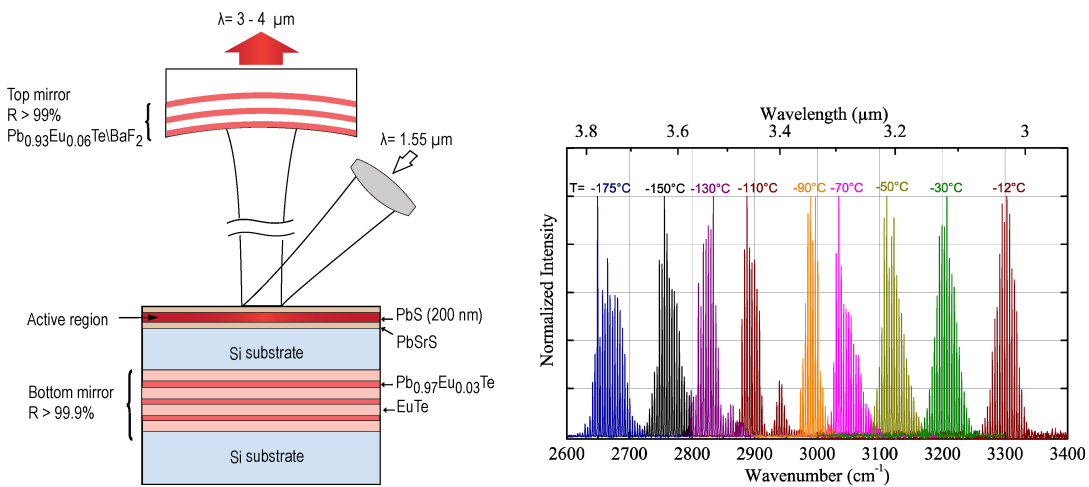 λ= 3 - 4 µm
Top mirror
R > 99%
Pb0.93Eu0.06Te\BaF2
λ= 1.55 µm
Active region
PbS (200 nm)
PbSrS
Si substrate
Bottom mirror
R > 99.9%
Pb0.97Eu0.03Te
EuTe
Si substrate
Wavelength (µm)
3.8 3.6 3.4 3.2 3
T= -175°C -150°C -130°C -110°C -90°C -70°C -50°C -30°C -12°C
Normalized Intensity
2600 2700 2800 2900 3000 3100 3200 3300 3400
Wavenumber (cm-1)